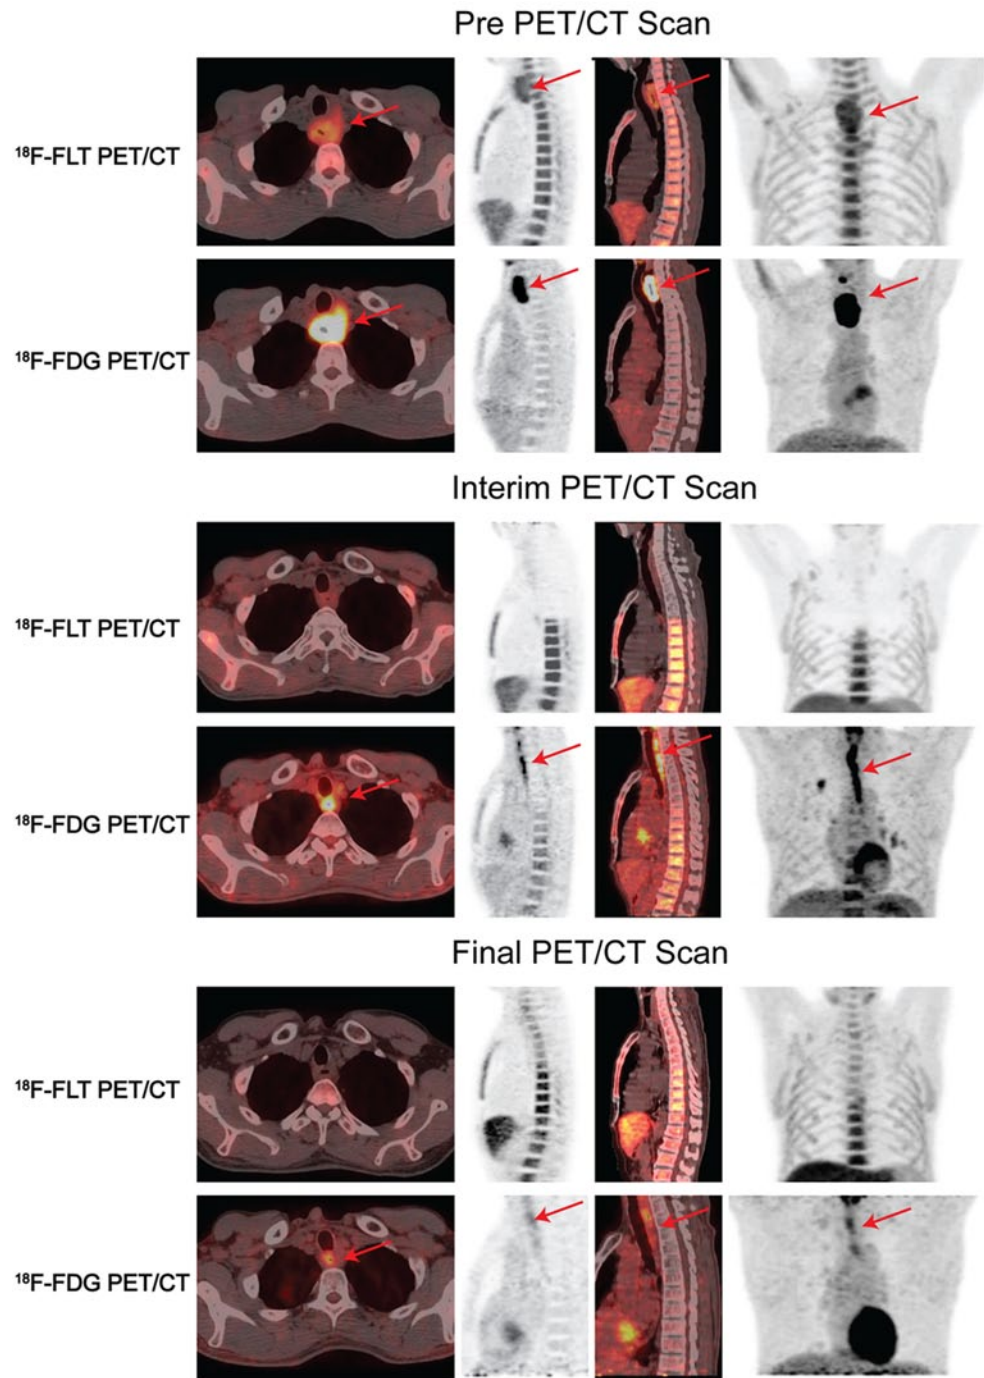 Pre PET/CT Scan
¹⁸F-FLT PET/CT
¹⁸F-FDG PET/CT
Interim PET/CT Scan
¹⁸F-FLT PET/CT
¹⁸F-FDG PET/CT
Final PET/CT Scan
¹⁸F-FLT PET/CT
¹⁸F-FDG PET/CT